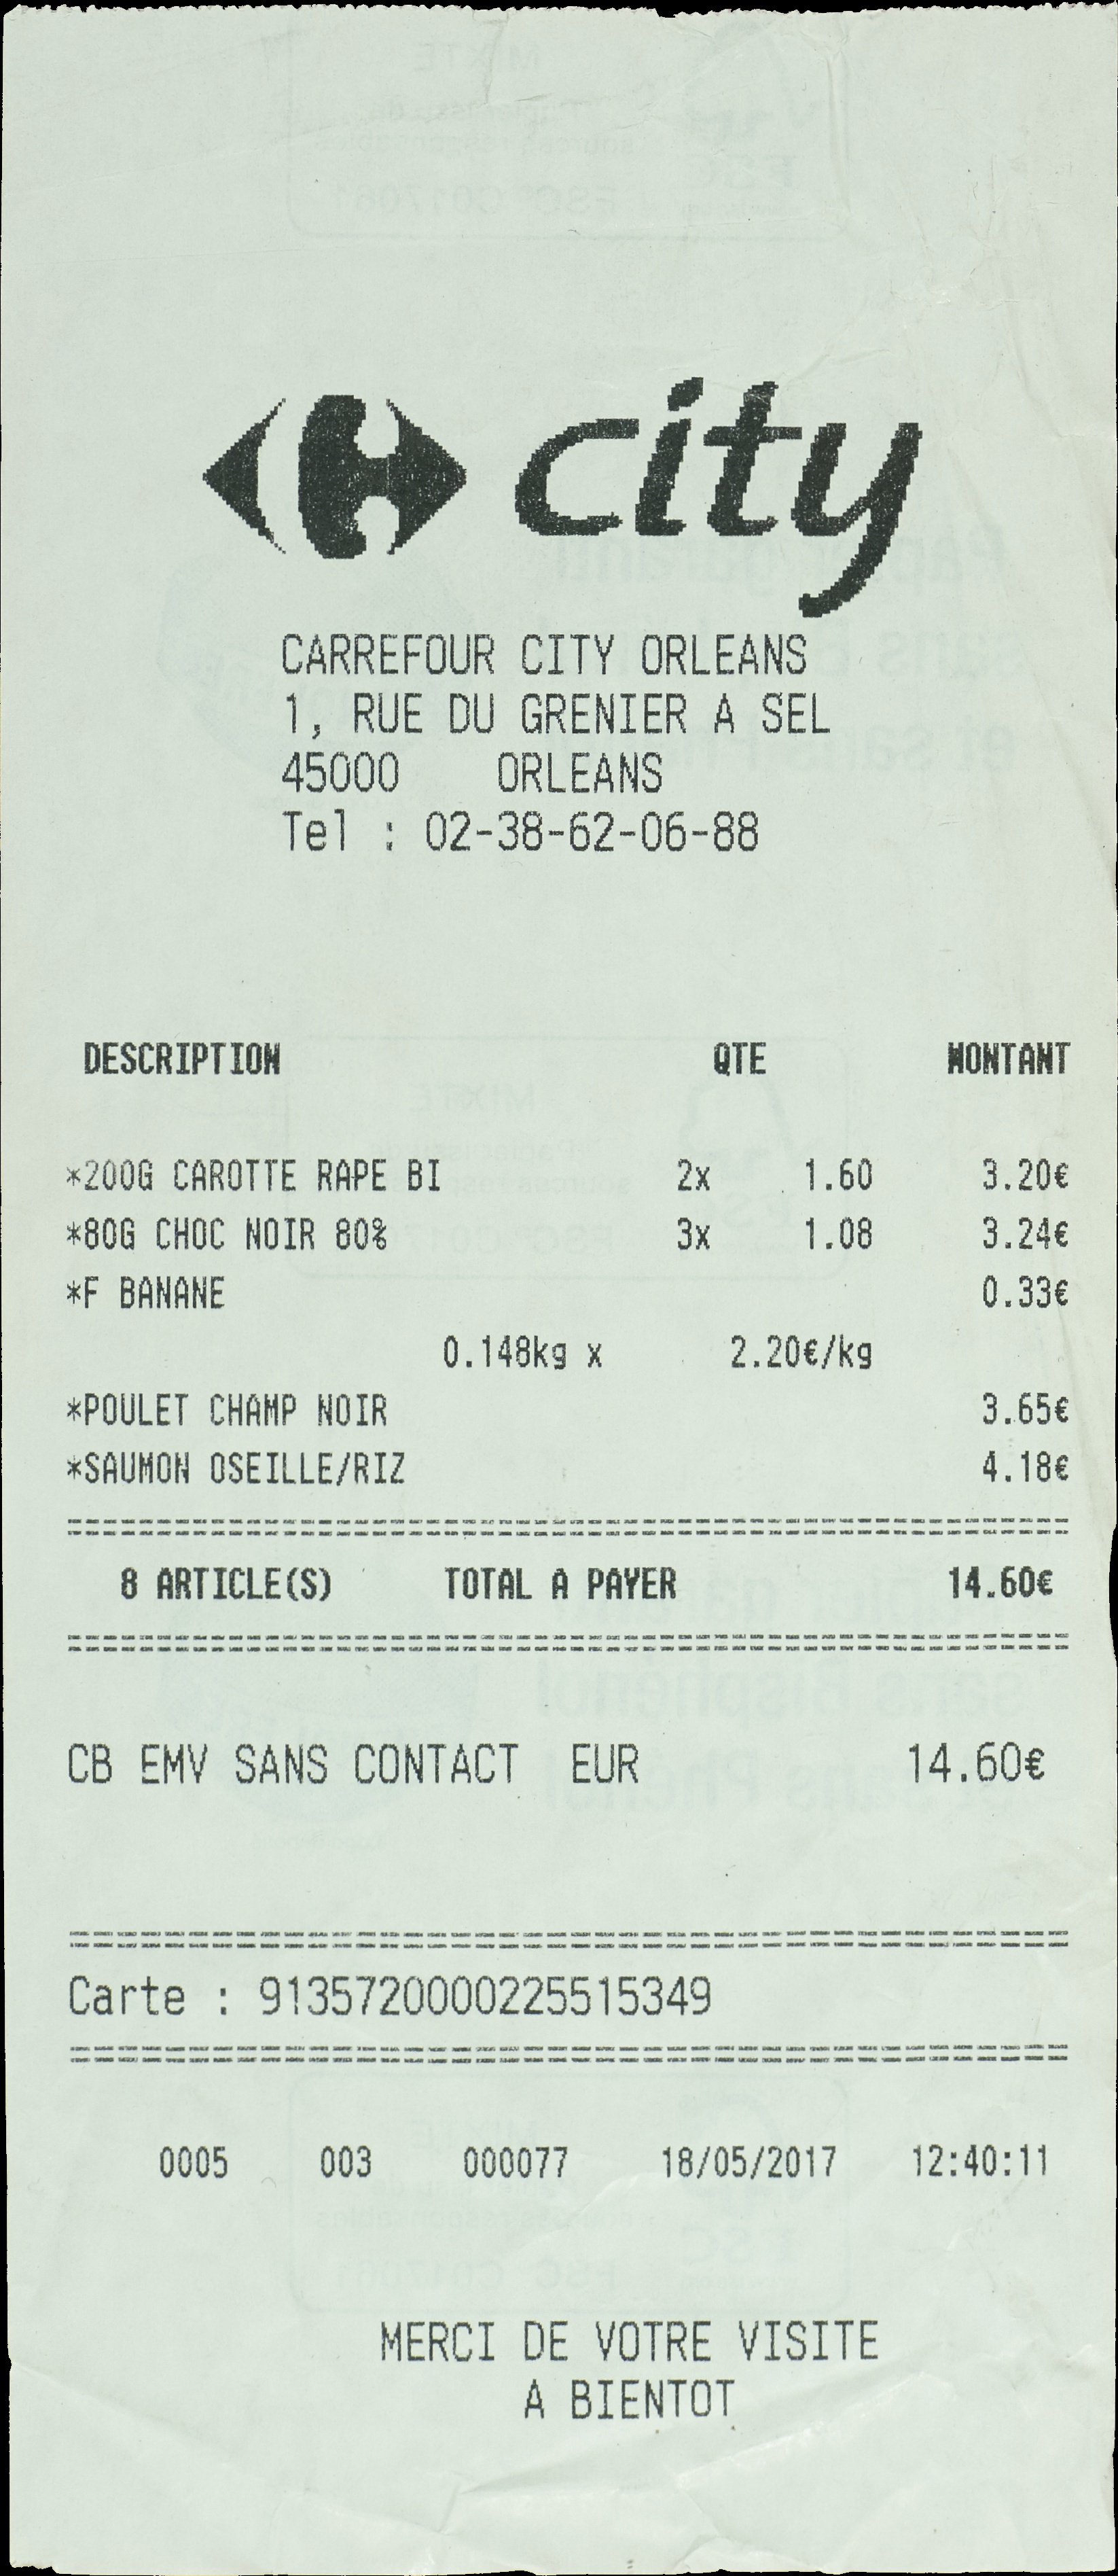 city
CARREFOUR CITY ORLEANS
1, RUE DU GRENIER A SEL
45000 ORLEANS
Tel : 02-38-62-06-88
DESCRIPTION QTE MONTANT
*200G CAROTTE RAPE BI 2x 1.60 3.20€
*80G CHOC NOIR 80% 3x 1.08 3.24€
*F BANANE 0.33€
0.148kg x 2.20€/kg
*POULET CHAMP NOIR 3.65€
*SAUMON OSEILLE/RIZ 4.18€
8 ARTICLE(S) TOTAL A PAYER 14.60€
CB EMV SANS CONTACT EUR 14.60€
Carte : 9135720000225515349
0005 003 000077 18/05/2017 12:40:11
MERCI DE VOTRE VISITE
A BIENTOT